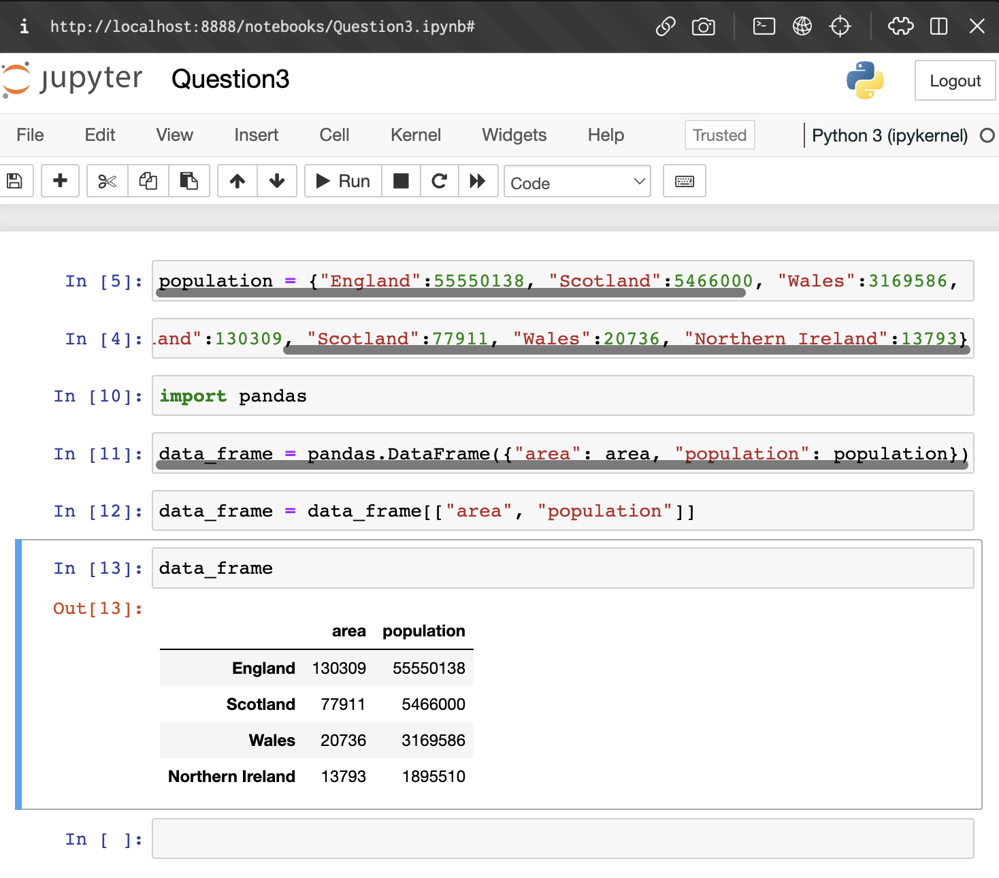 http://localhost:8888/notebooks/Question3.ipynb#
jupyter Question3 Logout
File Edit View Insert Cell Kernel Widgets Help Trusted Python 3 (ipykernel)
Run Code
In [5]: population = {"England":55550138, "Scotland":5466000, "Wales":3169586,
In [4]: land":130309, "Scotland":77911, "Wales":20736, "Northern Ireland":13793}
In [10]: import pandas
In [11]: data_frame = pandas.DataFrame({"area": area, "population": population})
In [12]: data_frame = data_frame[["area", "population"]]
In [13]: data_frame
Out[13]:
area population
England 130309 55550138
Scotland 77911 5466000
Wales 20736 3169586
Northern Ireland 13793 1895510
In [ ]: